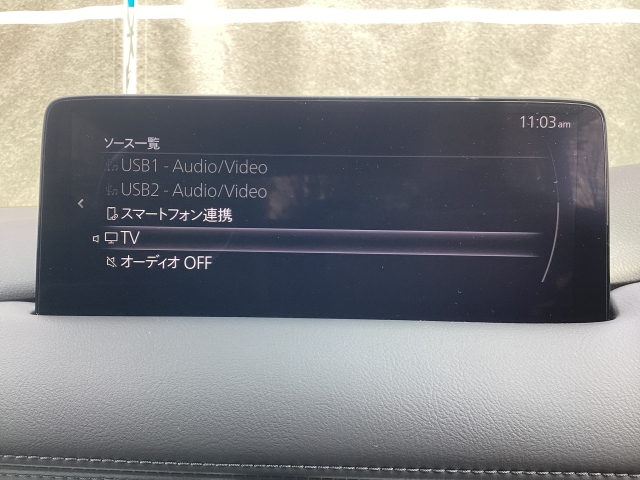 11:03am
ソース一覧
USB1 - Audio/Video
USB2 - Audio/Video
スマートフォン連携
TV
オーディオ OFF